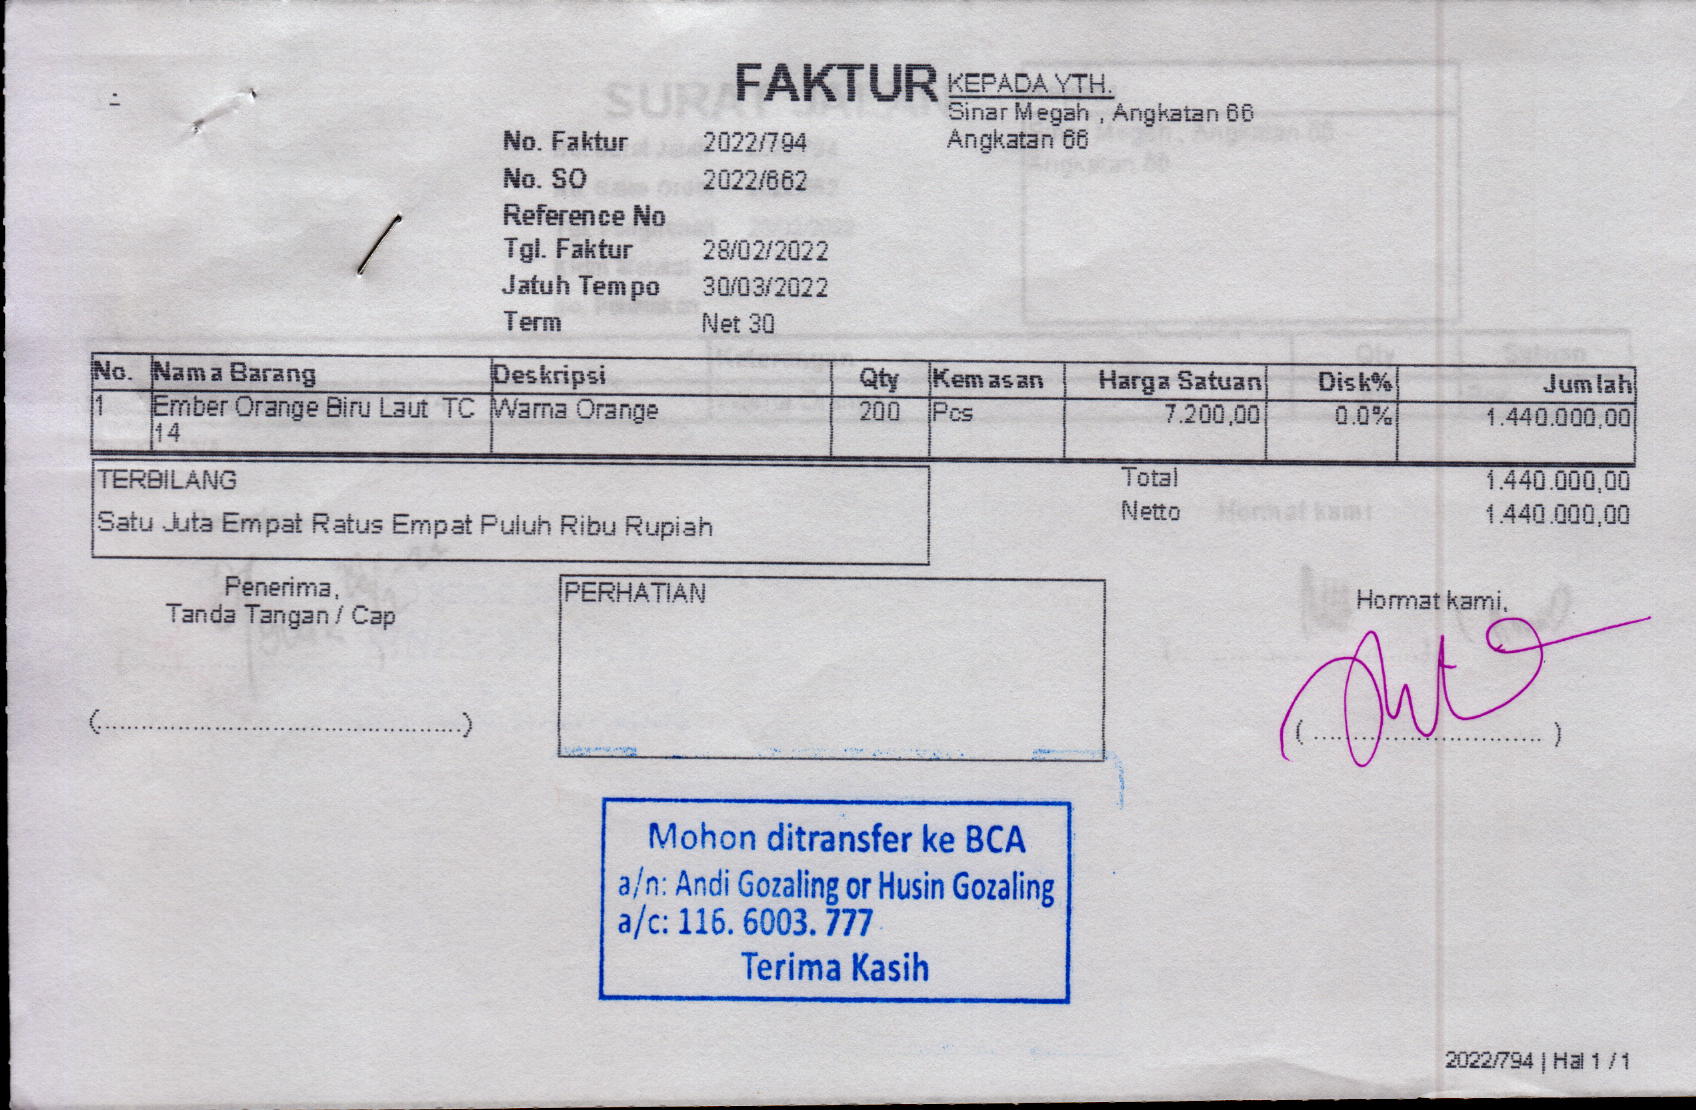 FAKTUR
KEPADA YTH.
Sinar Megah , Angkatan 66
Angkatan 66
No. Faktur 2022/794
No. SO 2022/662
Reference No
Tgl. Faktur 28/02/2022
Jatuh Tempo 30/03/2022
Term Net 30
No. Nama Barang Deskripsi Qty Kemasan Harga Satuan Disk% Jumlah
1 Ember Orange Biru Laut TC Warna Orange 200 Pcs 7.200,00 0.0% 1.440.000,00
14
TERBILANG
Satu Juta Empat Ratus Empat Puluh Ribu Rupiah
Total 1.440.000,00
Netto 1.440.000,00
Penerima,
Tanda Tangan / Cap
(................................................)
PERHATIAN
Hormat kami,
(..............................)
Mohon ditransfer ke BCA
a/n: Andi Gozaling or Husin Gozaling
a/c: 116. 6003. 777
Terima Kasih
2022/794 | Hal 1 / 1